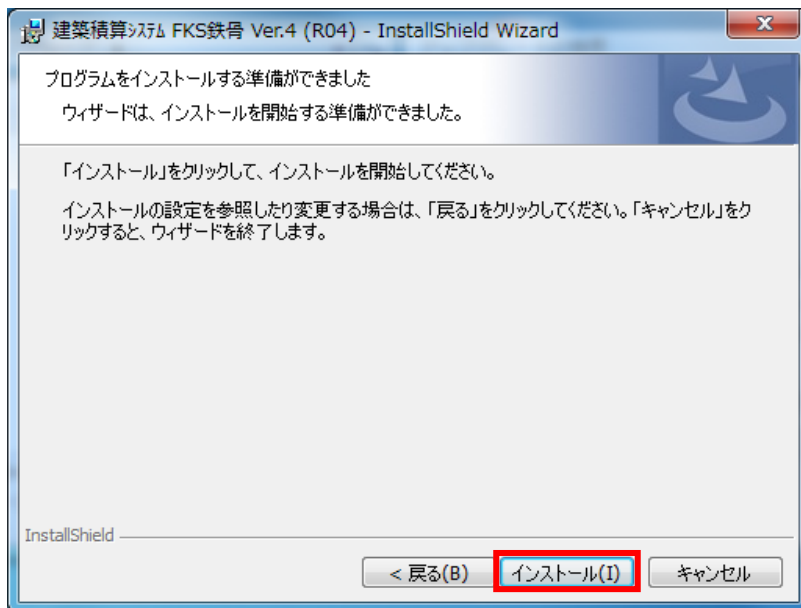 建築積算ｼｽﾃﾑ FKS鉄骨 Ver.4 (R04) - InstallShield Wizard
プログラムをインストールする準備ができました
ウィザードは、インストールを開始する準備ができました。
「インストール」をクリックして、インストールを開始してください。
インストールの設定を参照したり変更する場合は、「戻る」をクリックしてください。「キャンセル」をク
リックすると、ウィザードを終了します。
InstallShield
< 戻る(B) インストール(I) キャンセル